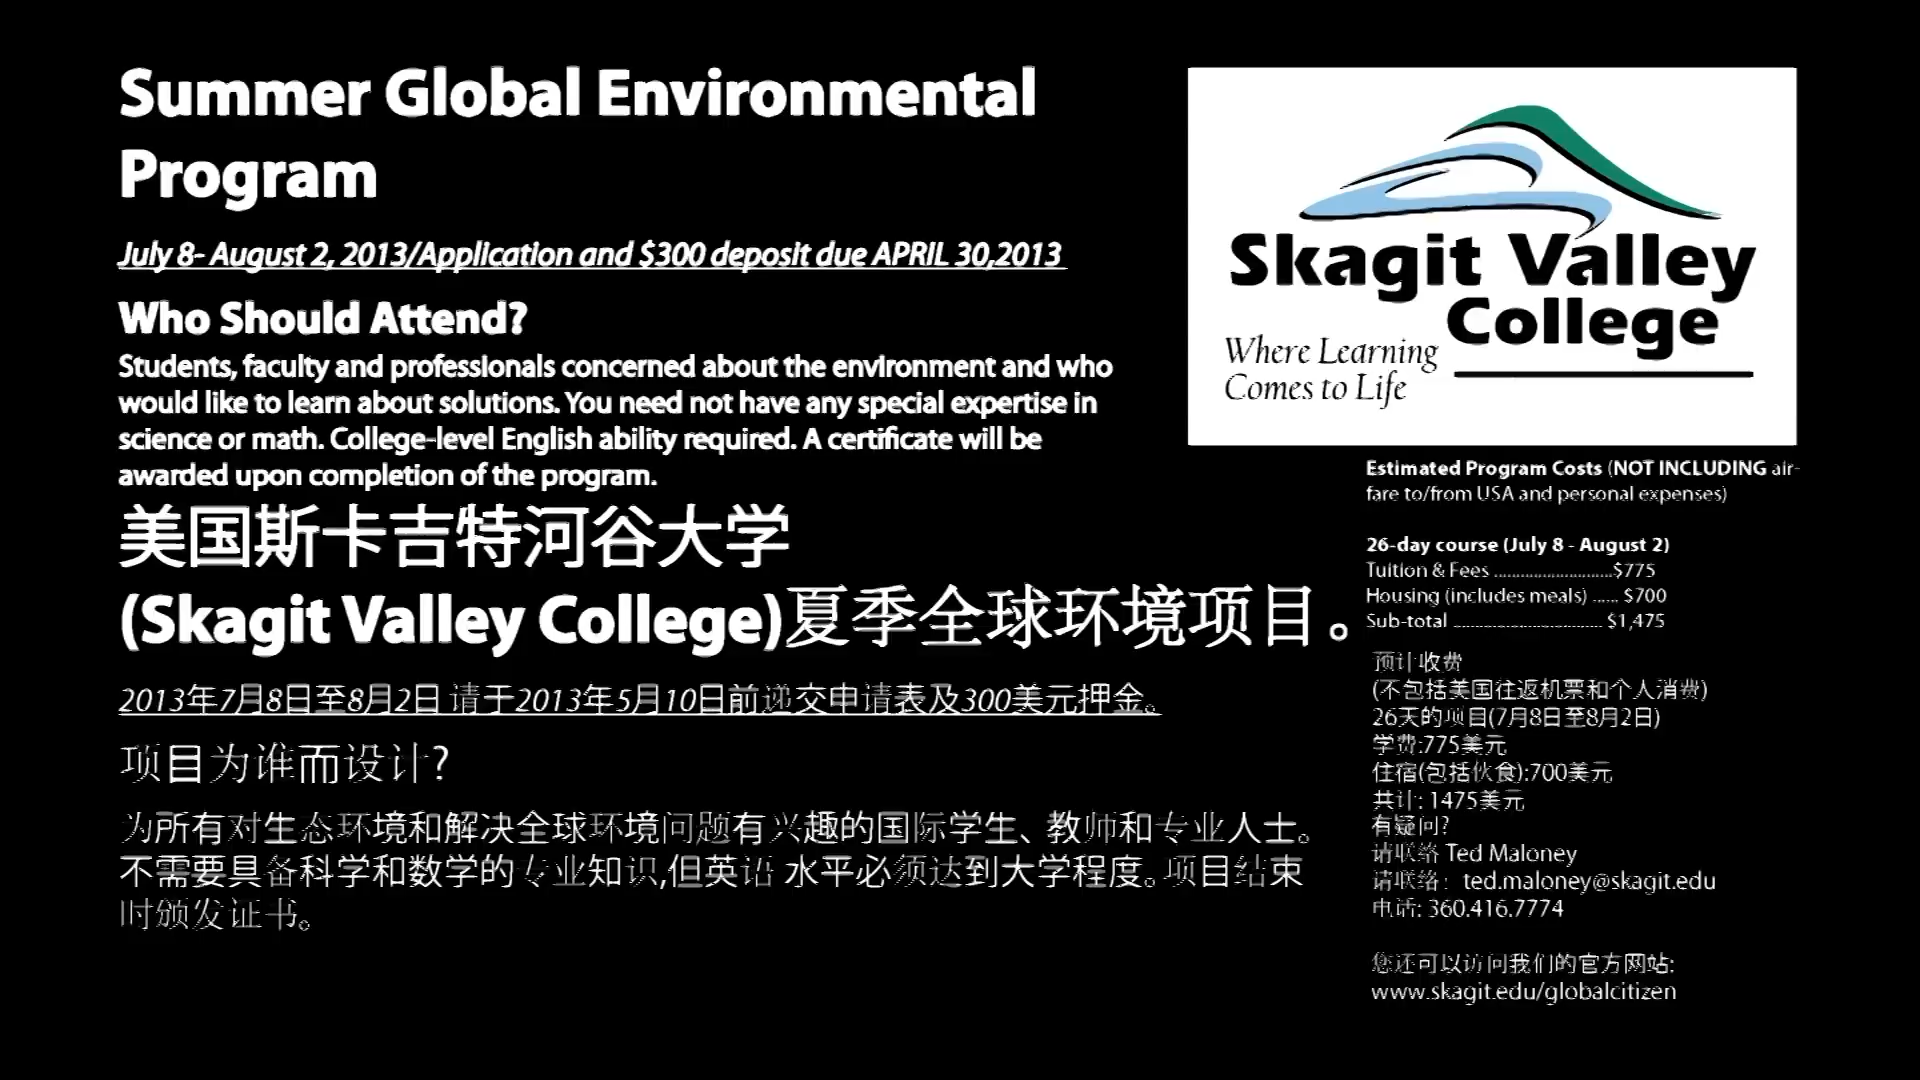 Summer Global Environmental
Program
July 8- August 2, 2013/Application and $300 deposit due APRIL 30,2013
Who Should Attend?
Students, faculty and professionals concerned about the environment and who
would like to learn about solutions. You need not have any special expertise in
science or math. College-level English ability required. A certificate will be
awarded upon completion of the program.
美国斯卡吉特河谷大学
(Skagit Valley College)夏季全球环境项目。
2013年7月8日至8月2日 请于2013年5月10日前递交申请表及300美元押金。
项目为谁而设计?
为所有对生态环境和解决全球环境问题有兴趣的国际学生、教师和专业人士。
不需要具备科学和数学的专业知识,但英语 水平必须达到大学程度。项目结束
时颁发证书。
Skagit Valley
College
Where Learning
Comes to Life
Estimated Program Costs (NOT INCLUDING air-
fare to/from USA and personal expenses)
26-day course (July 8 - August 2)
Tuition & Fees ...........................$775
Housing (includes meals) ...... $700
Sub-total .................................. $1,475
预计收费
(不包括美国往返机票和个人消费)
26天的项目(7月8日至8月2日)
学费:775美元
住宿(包括伙食):700美元
共计: 1475美元
有疑问?
请联络 Ted Maloney
请联络：ted.maloney@skagit.edu
电话: 360.416.7774
您还可以访问我们的官方网站:
www.skagit.edu/globalcitizen